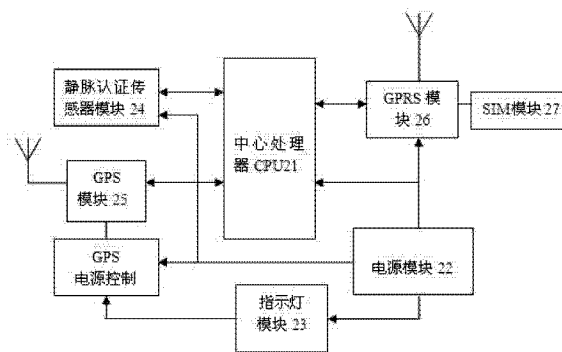 静脉认证传
感器模块 24
中心处理
器 CPU21
GPRS 模
块 26
SIM模块 27
GPS
模块 25
GPS
电源控制
电源模块 22
指示灯
模块 23